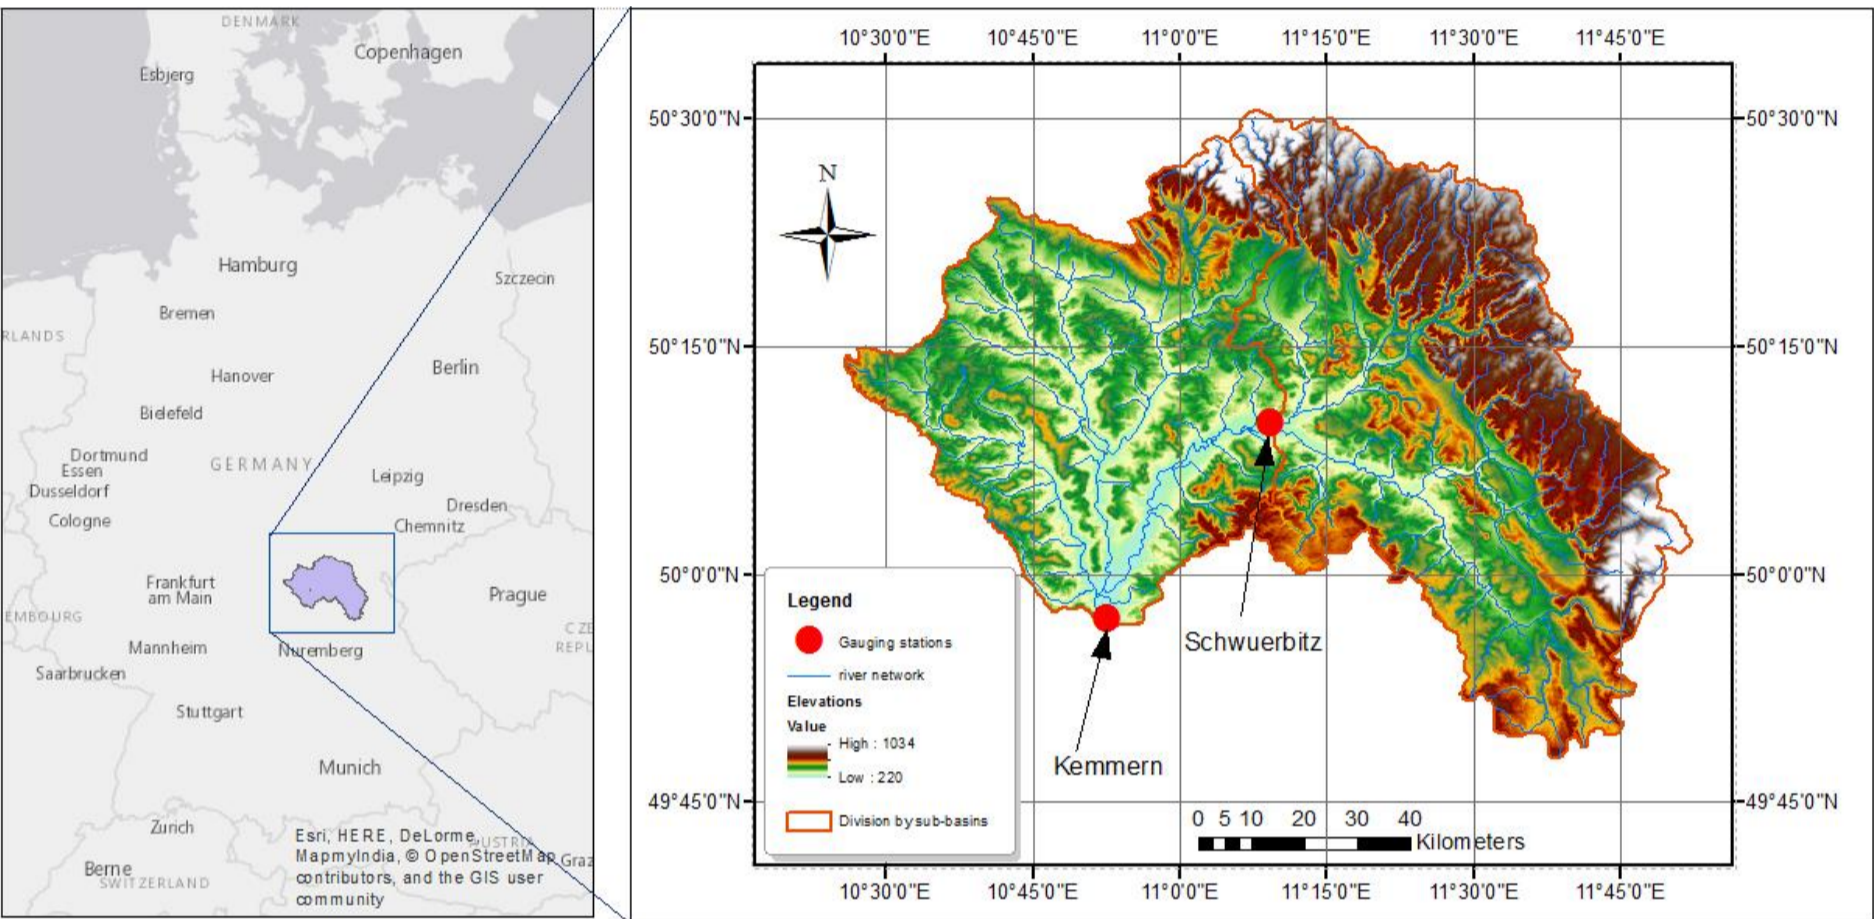 DENMARK
Copenhagen
Esbjerg
Hamburg
Szczecin
Bremen
RLANDS
Berlin
Hanover
Bielefeld
Dortmund
Essen
GERMANY
Leipzig
Dusseldorf
Dresden
Cologne
Chemnitz
Frankfurt
am Main
Prague
EMBOURG
CZE
REPU
Mannheim
Nuremberg
Saarbrucken
Stuttgart
Munich
Zurich
AUSTRIA
Graz
Berne
SWITZERLAND
Esri, HERE, DeLorme,
MapmyIndia, © OpenStreetMap
contributors, and the GIS user
community
10°30'0"E 10°45'0"E 11°0'0"E 11°15'0"E 11°30'0"E 11°45'0"E
50°30'0"N 50°30'0"N
N
50°15'0"N 50°15'0"N
50°0'0"N 50°0'0"N
Schwuerbitz
Kemmern
Legend
Gauging stations
river network
Elevations
Value
High : 1034
Low : 220
Division by sub-basins
49°45'0"N 49°45'0"N
0 5 10 20 30 40
Kilometers
10°30'0"E 10°45'0"E 11°0'0"E 11°15'0"E 11°30'0"E 11°45'0"E